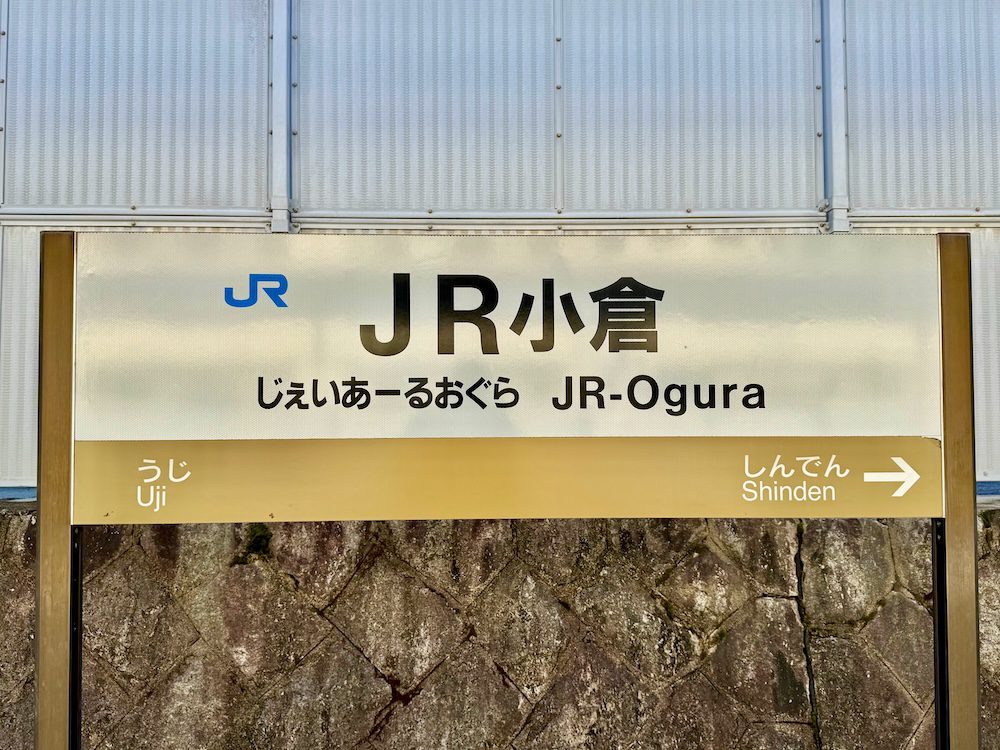 JR
JR小倉
じぇいあーるおぐら JR-Ogura
うじ
Uji
しんでん
Shinden →